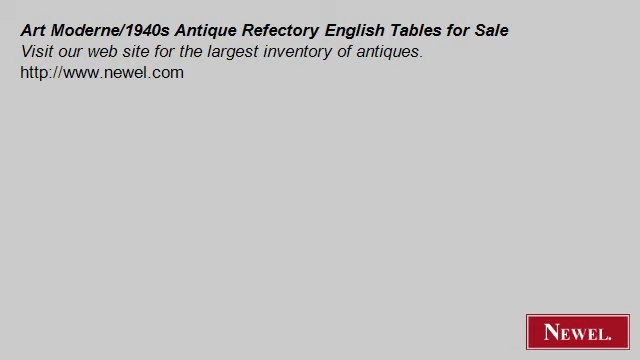 Art Moderne/1940s Antique Refectory English Tables for Sale
Visit our web site for the largest inventory of antiques.
http://www.newel.com
NEWEL.